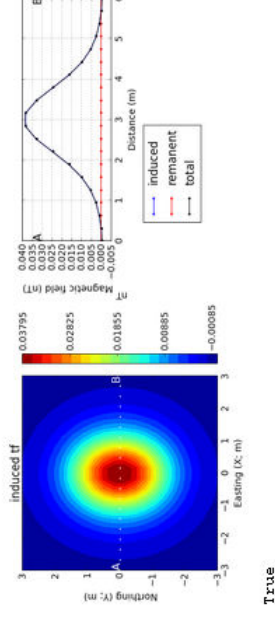 induced tf
Northing (Y; m)
3
2
1
0
−1
−2
−3
A
B
−3 −2 −1 0 1 2 3
Easting (X; m)
0.03795
0.02825
0.01855
0.00885
−0.00085
nT
Magnetic field (nT)
0.040
0.035
0.030
0.025
0.020
0.015
0.010
0.005
0.000
−0.005
A
B
0 1 2 3 4 5 6
Distance (m)
induced
remanent
total
True